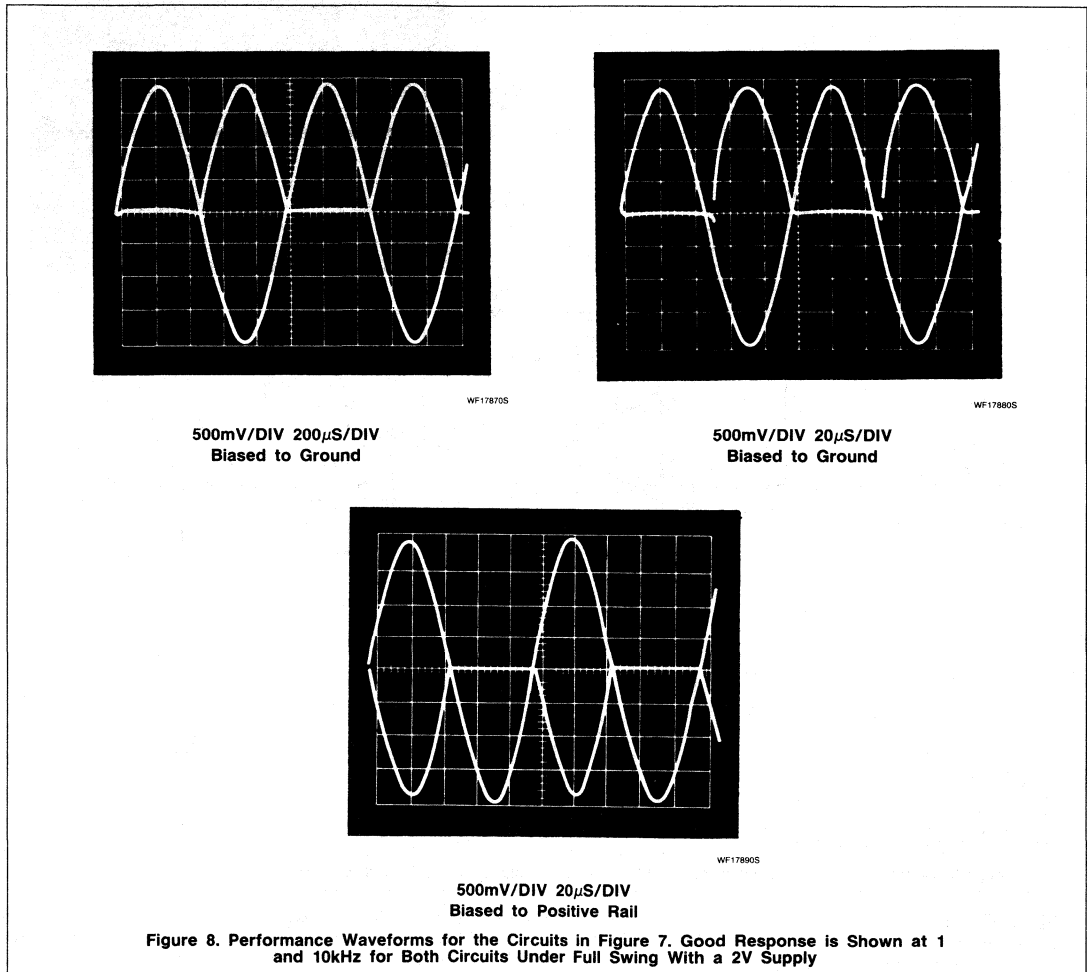 WF17870S
WF17880S
500mV/DIV 200μS/DIV
Biased to Ground
500mV/DIV 20μS/DIV
Biased to Ground
WF17890S
500mV/DIV 20μS/DIV
Biased to Positive Rail
Figure 8. Performance Waveforms for the Circuits in Figure 7. Good Response is Shown at 1
and 10kHz for Both Circuits Under Full Swing With a 2V Supply